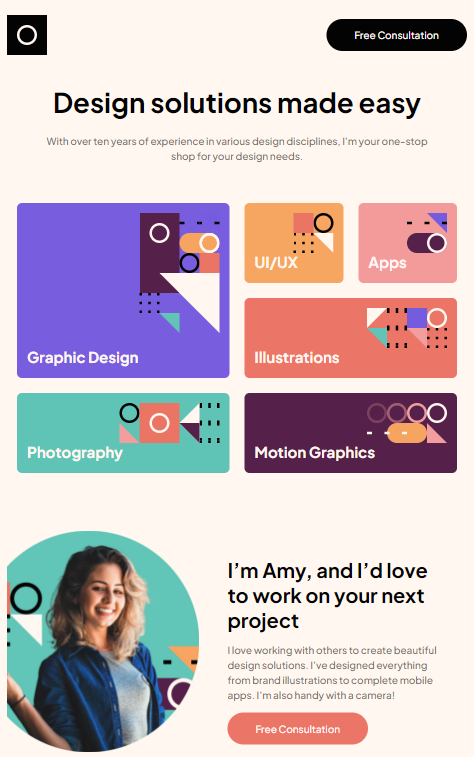 Free Consultation
Design solutions made easy
With over ten years of experience in various design disciplines, I'm your one-stop
shop for your design needs.
Graphic Design
UI/UX
Apps
Illustrations
Photography
Motion Graphics
I’m Amy, and I’d love
to work on your next
project
I love working with others to create beautiful
design solutions. I've designed everything
from brand illustrations to complete mobile
apps. I'm also handy with a camera!
Free Consultation